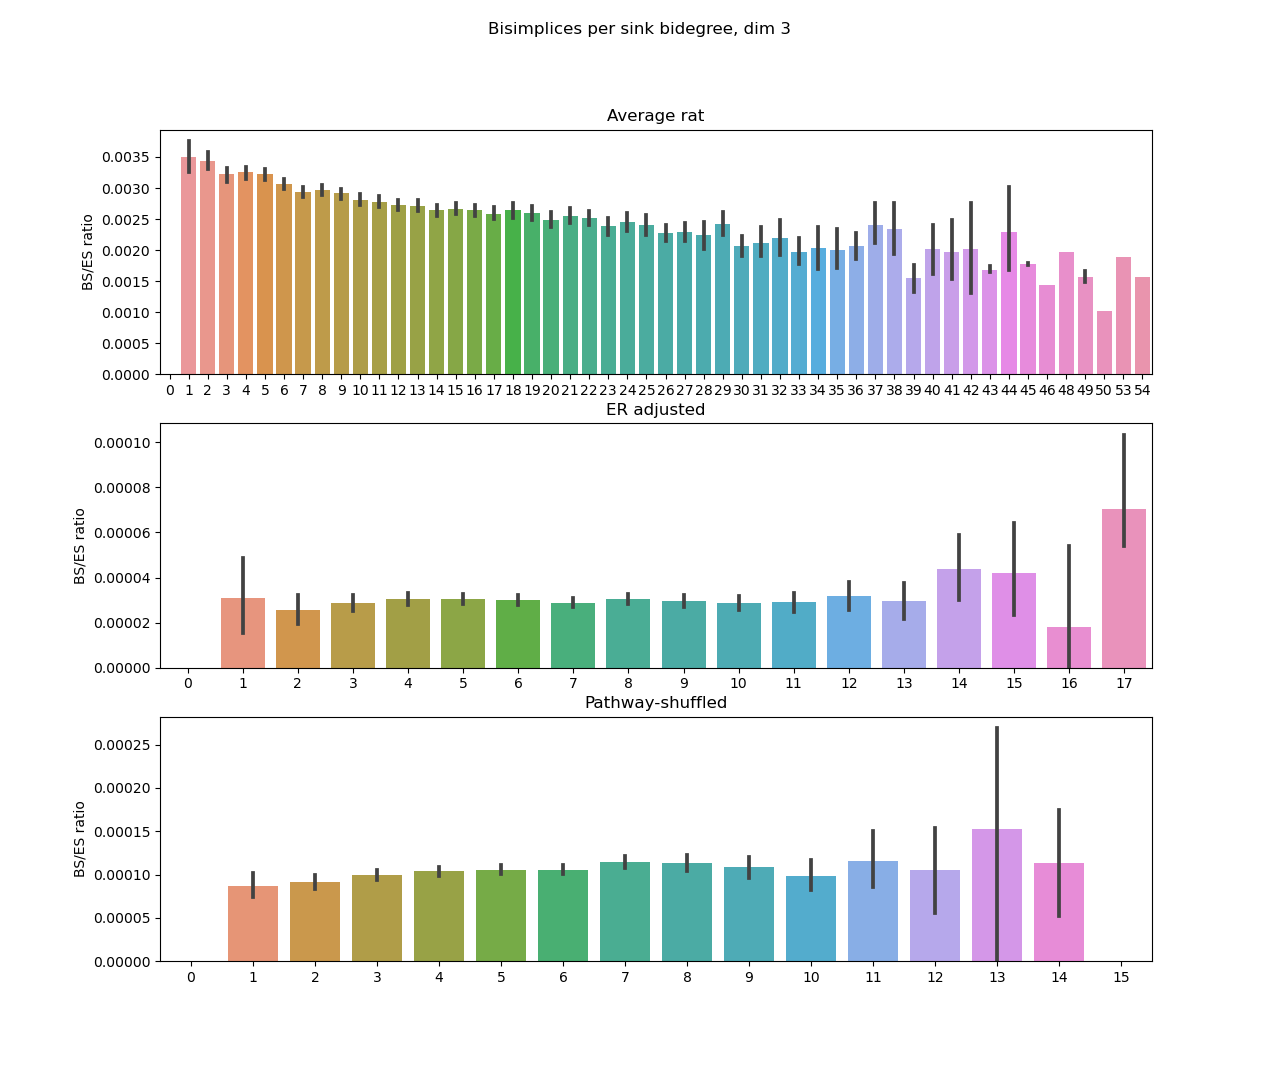 Bisimplices per sink bidegree, dim 3
Average rat
BS/ES ratio
0.0035
0.0030
0.0025
0.0020
0.0015
0.0010
0.0005
0.0000
0 1 2 3 4 5 6 7 8 9 10 11 12 13 14 15 16 17 18 19 20 21 22 23 24 25 26 27 28 29 30 31 32 33 34 35 36 37 38 39 40 41 42 43 44 45 46 48 49 50 53 54
ER adjusted
BS/ES ratio
0.00010
0.00008
0.00006
0.00004
0.00002
0.00000
0 1 2 3 4 5 6 7 8 9 10 11 12 13 14 15 16 17
Pathway-shuffled
BS/ES ratio
0.00025
0.00020
0.00015
0.00010
0.00005
0.00000
0 1 2 3 4 5 6 7 8 9 10 11 12 13 14 15